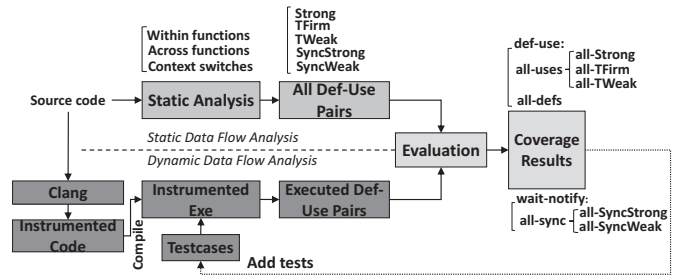 Within functions
Across functions
Context switches
Strong
TFirm
TWeak
SyncStrong
SyncWeak
def-use:
all-uses
all-Strong
all-TFirm
all-TWeak
all-defs
Source code
Static Analysis
All Def-Use
Pairs
Static Data Flow Analysis
Dynamic Data Flow Analysis
Evaluation
Coverage
Results
Clang
Instrumented
Code
Compile
Instrumented
Exe
Executed Def-
Use Pairs
Testcases
Add tests
wait-notify:
all-sync
all-SyncStrong
all-SyncWeak